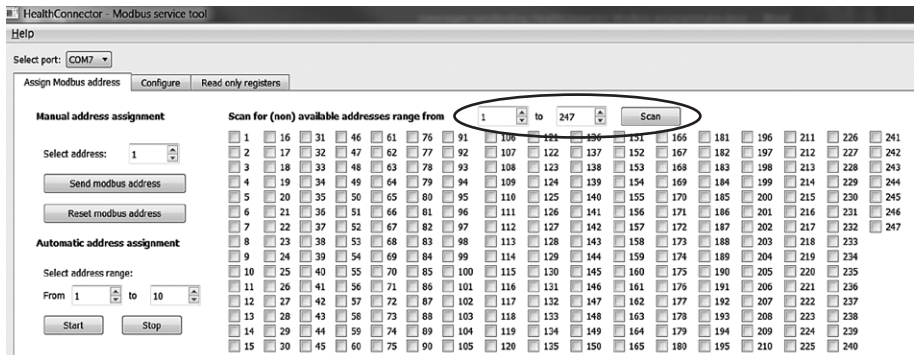 HealthConnector - Modbus service tool
Help
Select port: COM7
Assign Modbus address Configure Read only registers
Manual address assignment Scan for (non) available addresses range from 1 to 247 Scan
1 16 31 46 61 76 91 106 121 136 151 166 181 196 211 226 241
Select address: 1 2 17 32 47 62 77 92 107 122 137 152 167 182 197 212 227 242
3 18 33 48 63 78 93 108 123 138 153 168 183 198 213 228 243
Send modbus address 4 19 34 49 64 79 94 109 124 139 154 169 184 199 214 229 244
5 20 35 50 65 80 95 110 125 140 155 170 185 200 215 230 245
Reset modbus address 6 21 36 51 66 81 96 111 126 141 156 171 186 201 216 231 246
7 22 37 52 67 82 97 112 127 142 157 172 187 202 217 232 247
Automatic address assignment 8 23 38 53 68 83 98 113 128 143 158 173 188 203 218 233
9 24 39 54 69 84 99 114 129 144 159 174 189 204 219 234
Select address range: 10 25 40 55 70 85 100 115 130 145 160 175 190 205 220 235
11 26 41 56 71 86 101 116 131 146 161 176 191 206 221 236
From 1 to 10 12 27 42 57 72 87 102 117 132 147 162 177 192 207 222 237
13 28 43 58 73 88 103 118 133 148 163 178 193 208 223 238
Start Stop 14 29 44 59 74 89 104 119 134 149 164 179 194 209 224 239
15 30 45 60 75 90 105 120 135 150 165 180 195 210 225 240